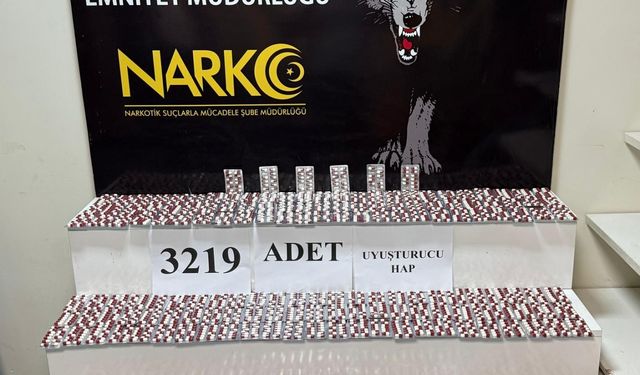 EMNİYET MÜDÜRLÜĞÜ
NARKO
NARKOTİK SUÇLARLA MÜCADELE ŞUBE MÜDÜRLÜĞÜ
3219
ADET
UYUŞTURUCU
HAP